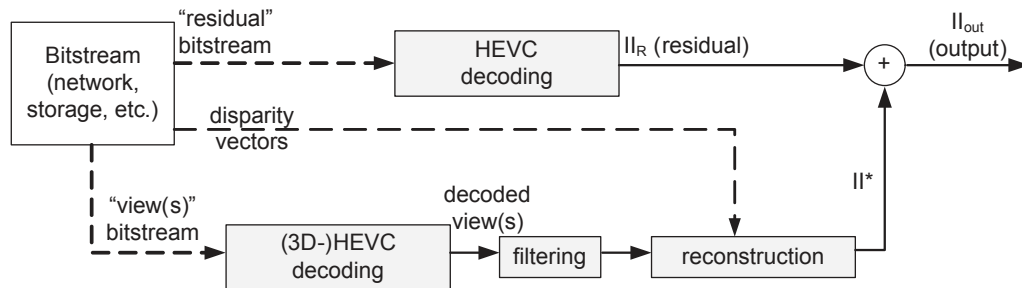 Bitstream
(network,
storage, etc.)
“residual”
bitstream
HEVC
decoding
II_R (residual)
+
II_out
(output)
disparity
vectors
“view(s)”
bitstream
(3D-)HEVC
decoding
decoded
view(s)
filtering
reconstruction
II*